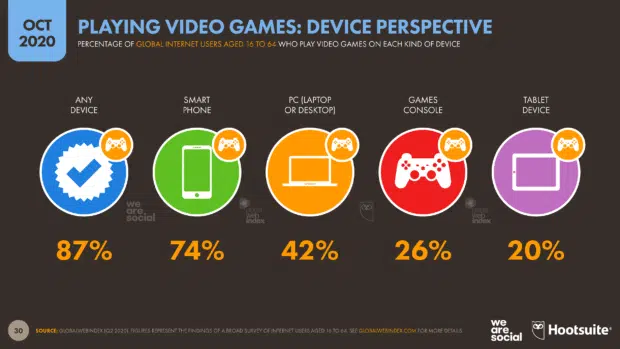 OCT
2020
PLAYING VIDEO GAMES: DEVICE PERSPECTIVE
PERCENTAGE OF GLOBAL INTERNET USERS AGED 16 TO 64 WHO PLAY VIDEO GAMES ON EACH KIND OF DEVICE
ANY
DEVICE
SMART
PHONE
PC (LAPTOP
OR DESKTOP)
GAMES
CONSOLE
TABLET
DEVICE
we
are.
social
web
index
87%
74%
42%
26%
20%
30
SOURCE: GLOBALWEBINDEX (Q2 2020). FIGURES REPRESENT THE FINDINGS OF A BROAD SURVEY OF INTERNET USERS AGED 16 TO 64. SEE GLOBALWEBINDEX.COM FOR MORE DETAILS.
we
are.
social
Hootsuite